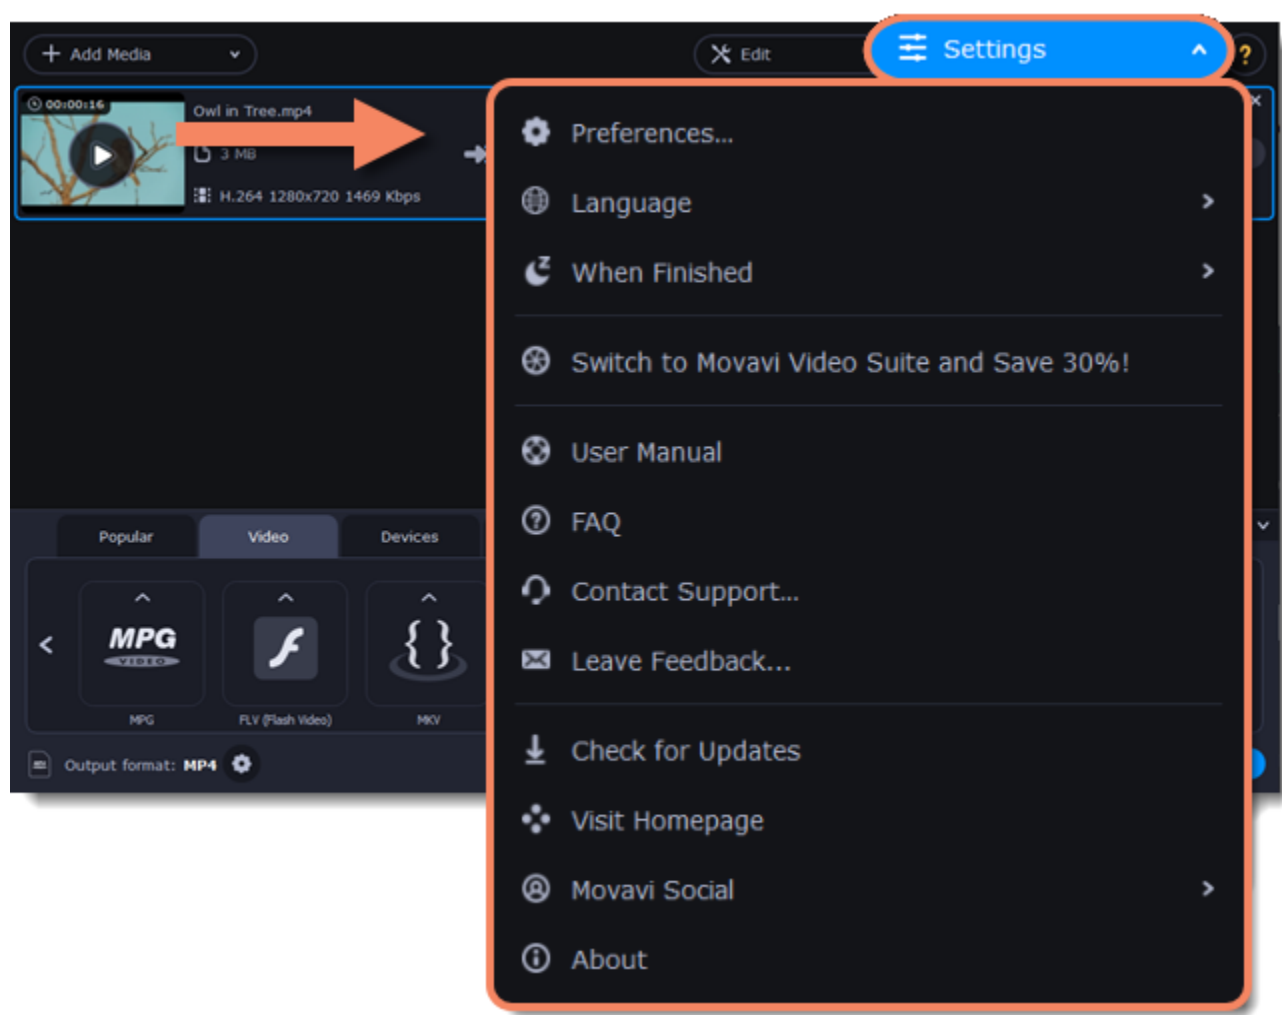 Add Media
Edit
Settings
?
00:00:16
Owl in Tree.mp4
3 MB
H.264 1280x720 1469 Kbps
Preferences...
Language
When Finished
Switch to Movavi Video Suite and Save 30%!
User Manual
FAQ
Contact Support...
Leave Feedback...
Check for Updates
Visit Homepage
Movavi Social
About
Popular
Video
Devices
MPG
VIDEO
MPG
FLV (Flash Video)
MKV
Output format: MP4